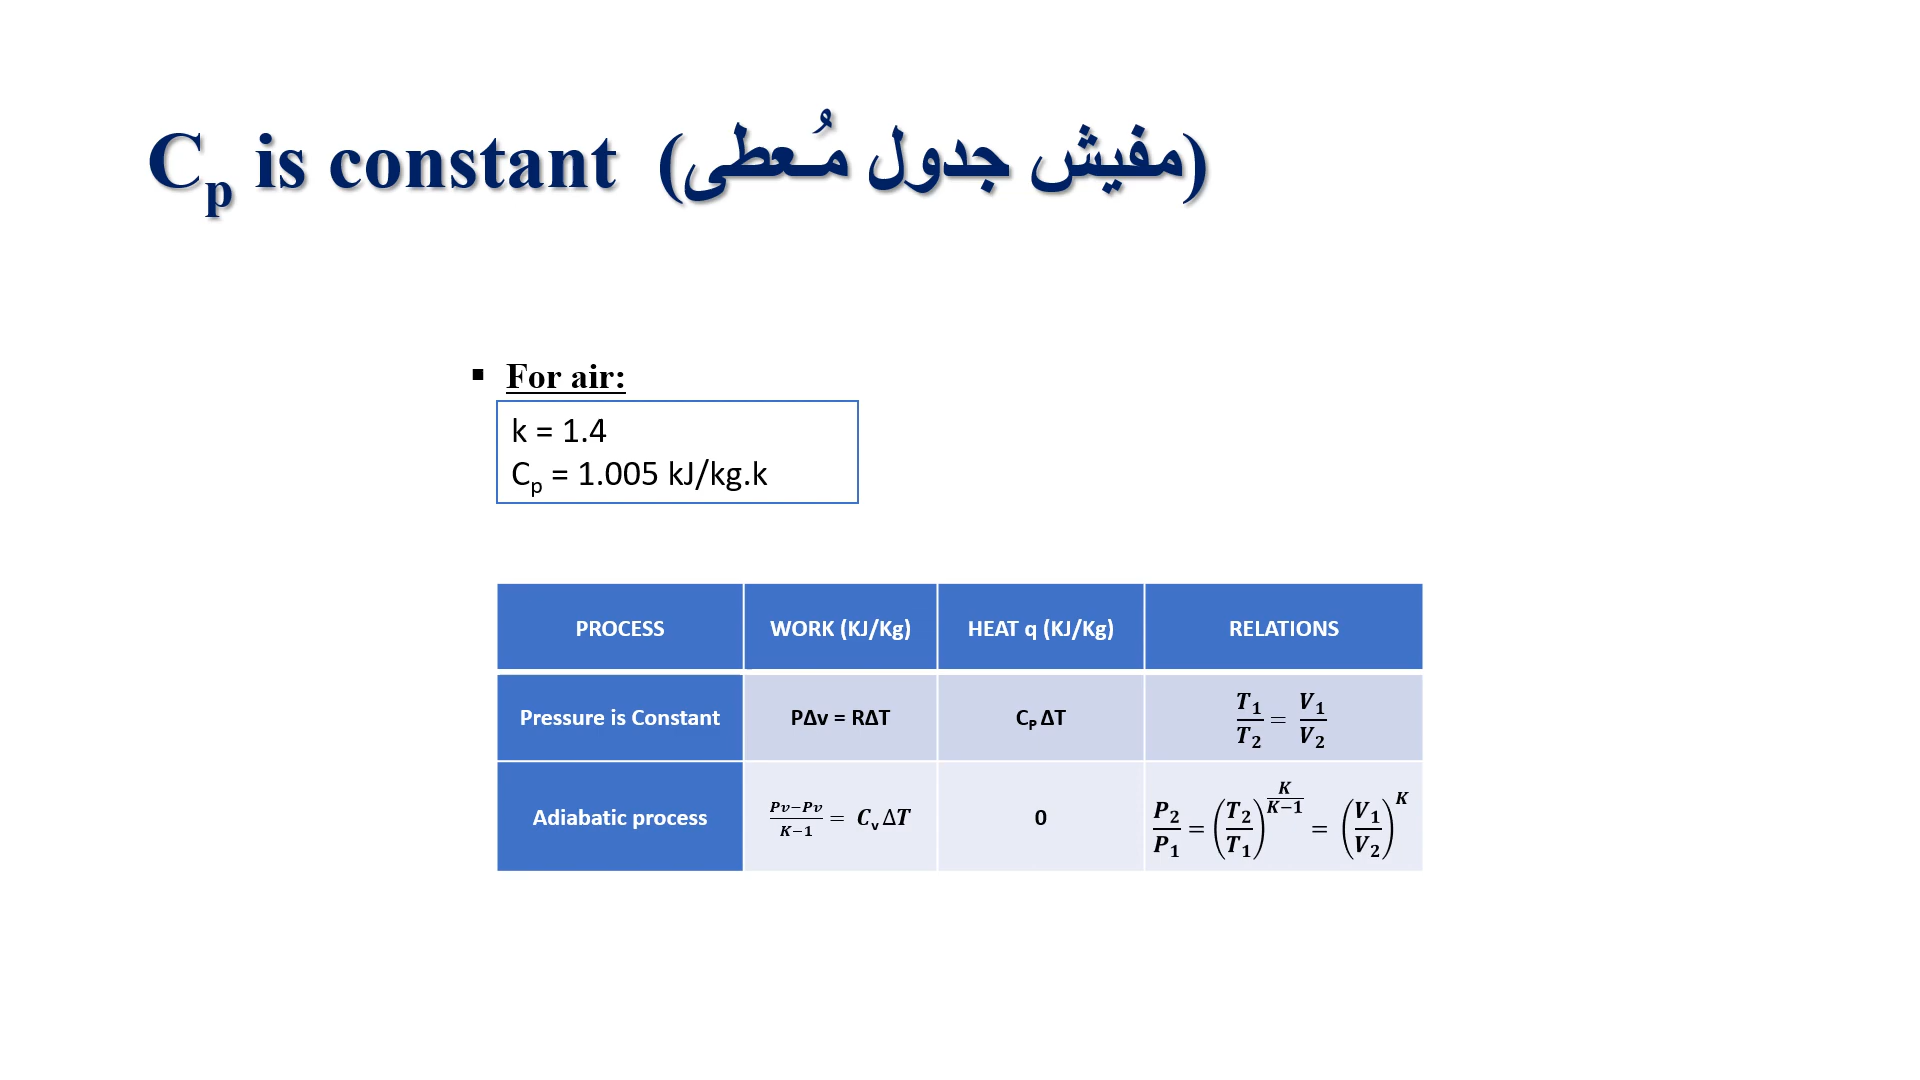 Cp is constant (مفيش جدول مُـعطى)
▪ For air:
k = 1.4
Cp = 1.005 kJ/kg.k
PROCESS WORK (KJ/Kg) HEAT q (KJ/Kg) RELATIONS
Pressure is Constant PΔv = RΔT CP ΔT T1/T2 = V1/V2
Adiabatic process (Pv−Pv)/(K−1) = Cv ΔT 0 P2/P1 = (T2/T1)^(K/(K−1)) = (V1/V2)^K